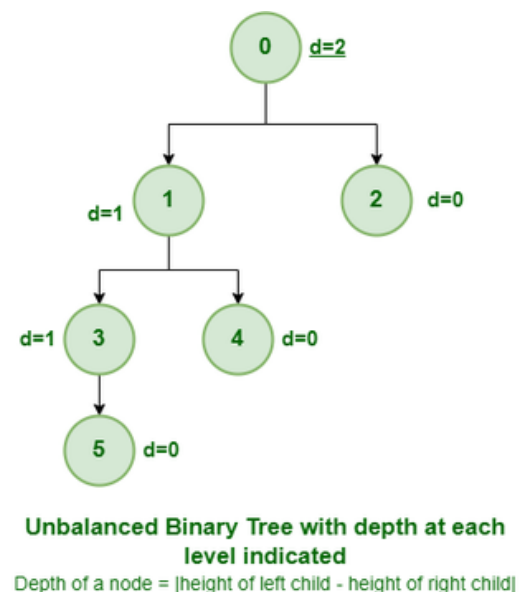 0 d=2
d=1 1 2 d=0
d=1 3 4 d=0
5 d=0
Unbalanced Binary Tree with depth at each
level indicated
Depth of a node = |height of left child - height of right child|